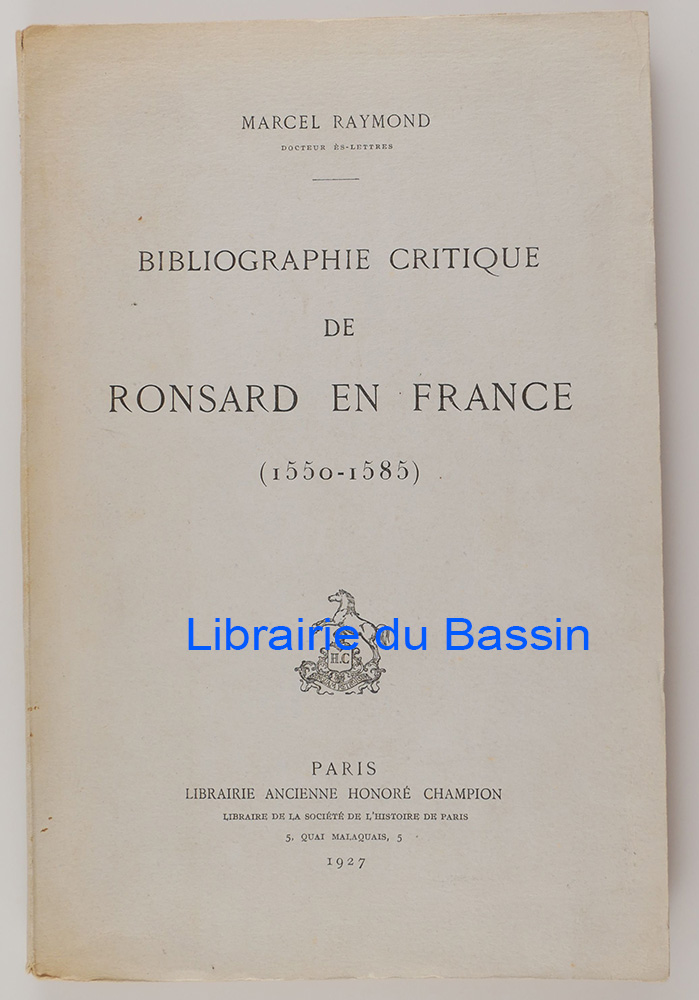 MARCEL RAYMOND
DOCTEUR ÈS-LETTRES
BIBLIOGRAPHIE CRITIQUE
DE
RONSARD EN FRANCE
(1550-1585)
Librairie du Bassin
H.C
PARIS
LIBRAIRIE ANCIENNE HONORÉ CHAMPION
LIBRAIRE DE LA SOCIÉTÉ DE L'HISTOIRE DE PARIS
5, QUAI MALAQUAIS, 5
1927